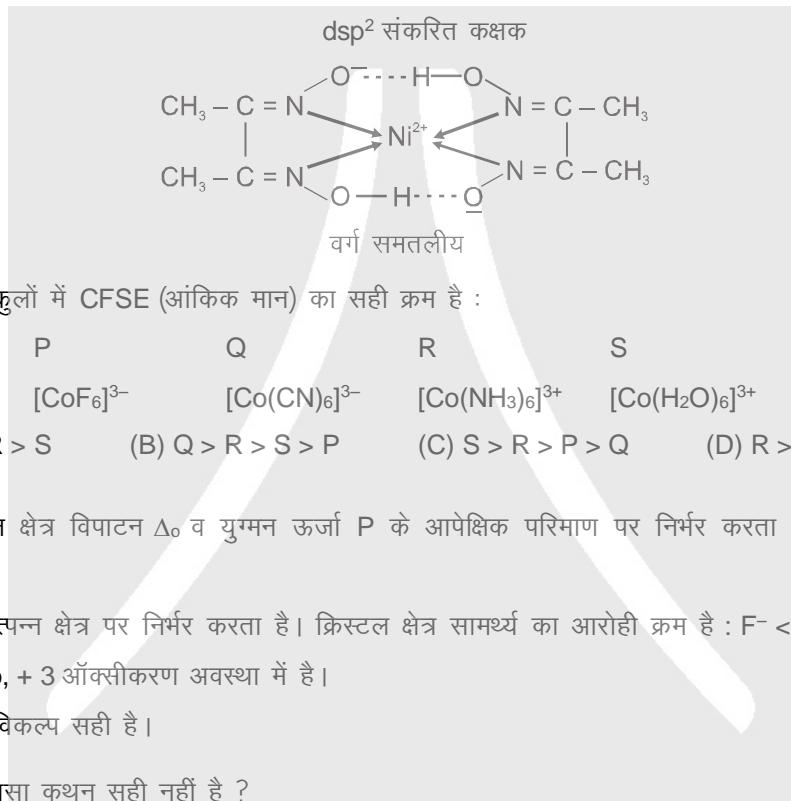 dsp² संकरित कक्षक
O⁻ ---- H—O
CH₃ – C = N N = C – CH₃
Ni²⁺
CH₃ – C = N N = C – CH₃
O — H ---- O
वर्ग समतलीय
कुलों में CFSE (आंकिक मान) का सही क्रम है :
P Q R S
[CoF₆]³⁻ [Co(CN)₆]³⁻ [Co(NH₃)₆]³⁺ [Co(H₂O)₆]³⁺
> S (B) Q > R > S > P (C) S > R > P > Q (D) R >
क्षेत्र विपाटन Δₒ व युग्मन ऊर्जा P के आपेक्षिक परिमाण पर निर्भर करता
त्पन्न क्षेत्र पर निर्भर करता है। क्रिस्टल क्षेत्र सामर्थ्य का आरोही क्रम है : F⁻ <
, + 3 ऑक्सीकरण अवस्था में है।
विकल्प सही है।
सा कथन सही नहीं है ?